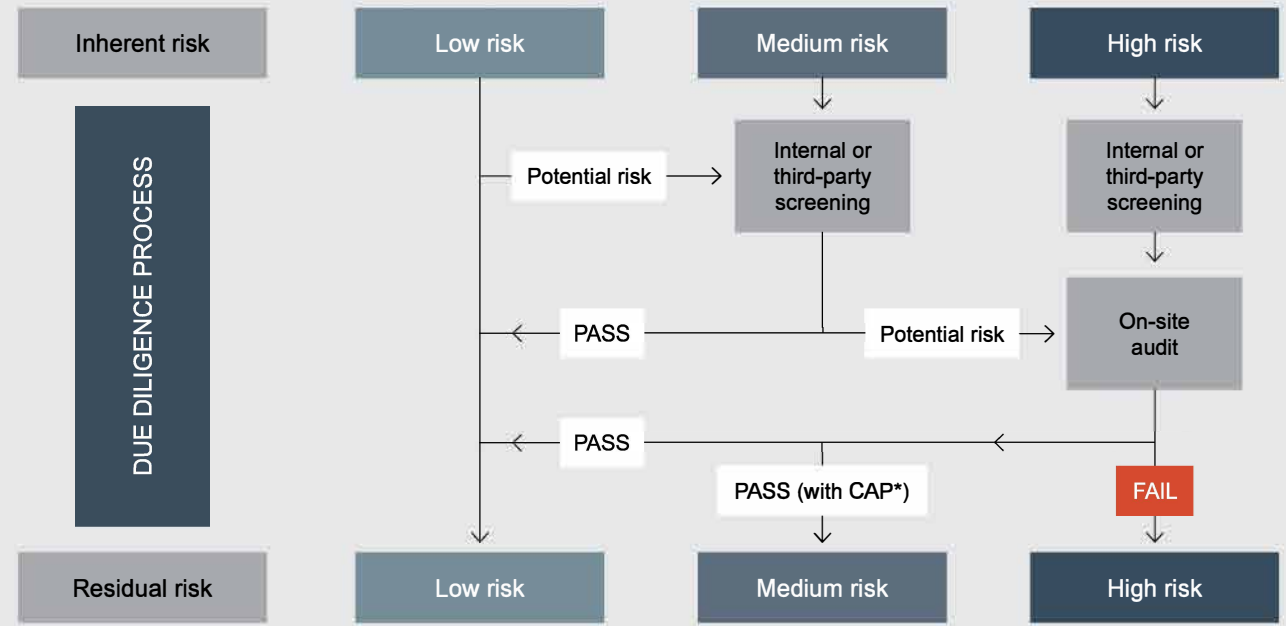 Inherent risk
Low risk
Medium risk
High risk
DUE DILIGENCE PROCESS
Internal or
third-party
screening
Internal or
third-party
screening
Potential risk
On-site
audit
PASS
Potential risk
PASS
PASS (with CAP*)
FAIL
Residual risk
Low risk
Medium risk
High risk